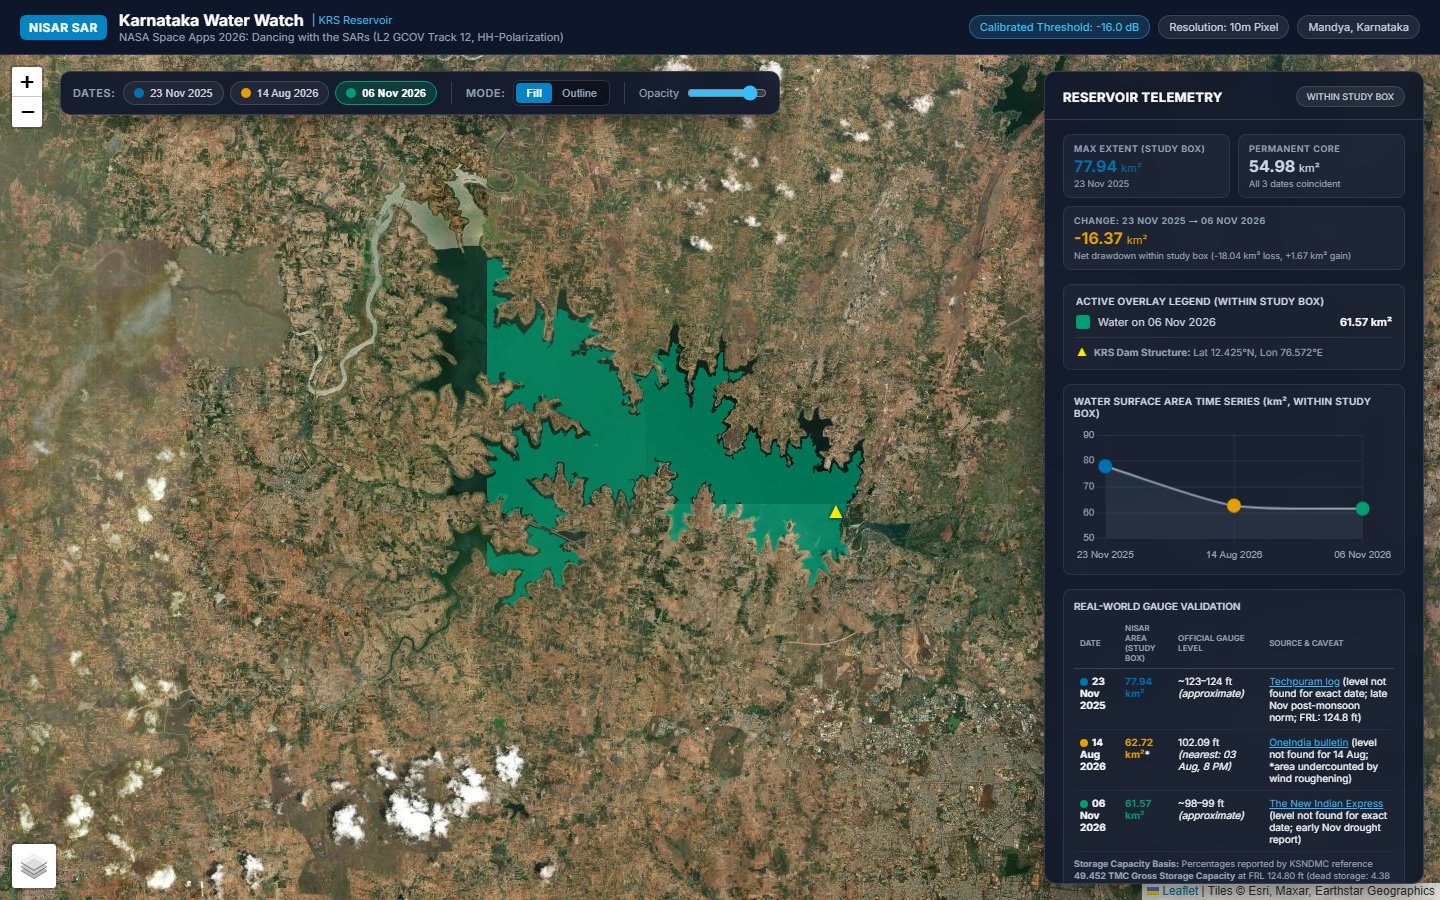 NISAR SAR
Karnataka Water Watch | KRS Reservoir
NASA Space Apps 2026: Dancing with the SARs (L2 GCOV Track 12, HH-Polarization)
Calibrated Threshold: -16.0 dB
Resolution: 10m Pixel
Mandya, Karnataka
+
−
DATES: 23 Nov 2025 14 Aug 2026 06 Nov 2026 MODE: Fill Outline Opacity
RESERVOIR TELEMETRY
WITHIN STUDY BOX
MAX EXTENT (STUDY BOX)
77.94 km²
23 Nov 2025
PERMANENT CORE
54.98 km²
All 3 dates coincident
CHANGE: 23 NOV 2025 → 06 NOV 2026
-16.37 km²
Net drawdown within study box (-18.04 km² loss, +1.67 km² gain)
ACTIVE OVERLAY LEGEND (WITHIN STUDY BOX)
Water on 06 Nov 2026 61.57 km²
KRS Dam Structure: Lat 12.425°N, Lon 76.572°E
WATER SURFACE AREA TIME SERIES (km², WITHIN STUDY
BOX)
90
80
70
60
50
23 Nov 2025 14 Aug 2026 06 Nov 2026
REAL-WORLD GAUGE VALIDATION
DATE
NISAR
AREA
(STUDY
BOX)
OFFICIAL GAUGE
LEVEL
SOURCE & CAVEAT
23
Nov
2025
77.94
km²
~123–124 ft
(approximate)
Techpuram log (level not
found for exact date; late
Nov post-monsoon
norm; FRL: 124.8 ft)
14
Aug
2026
62.72
km²*
102.09 ft
(nearest: 03
Aug, 8 PM)
OneIndia bulletin (level
not found for 14 Aug;
*area undercounted by
wind roughening)
06
Nov
2026
61.57
km²
~98–99 ft
(approximate)
The New Indian Express
(level not found for exact
date; early Nov drought
report)
Storage Capacity Basis: Percentages reported by KSNDMC reference
49.452 TMC Gross Storage Capacity at FRL 124.80 ft (dead storage: 4.38
Leaflet | Tiles © Esri, Maxar, Earthstar Geographics